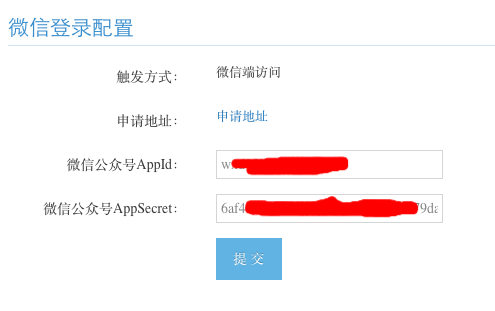 微信登录配置
触发方式： 微信端访问
申请地址： 申请地址
微信公众号AppId： w
微信公众号AppSecret： 6af4 79da
提 交